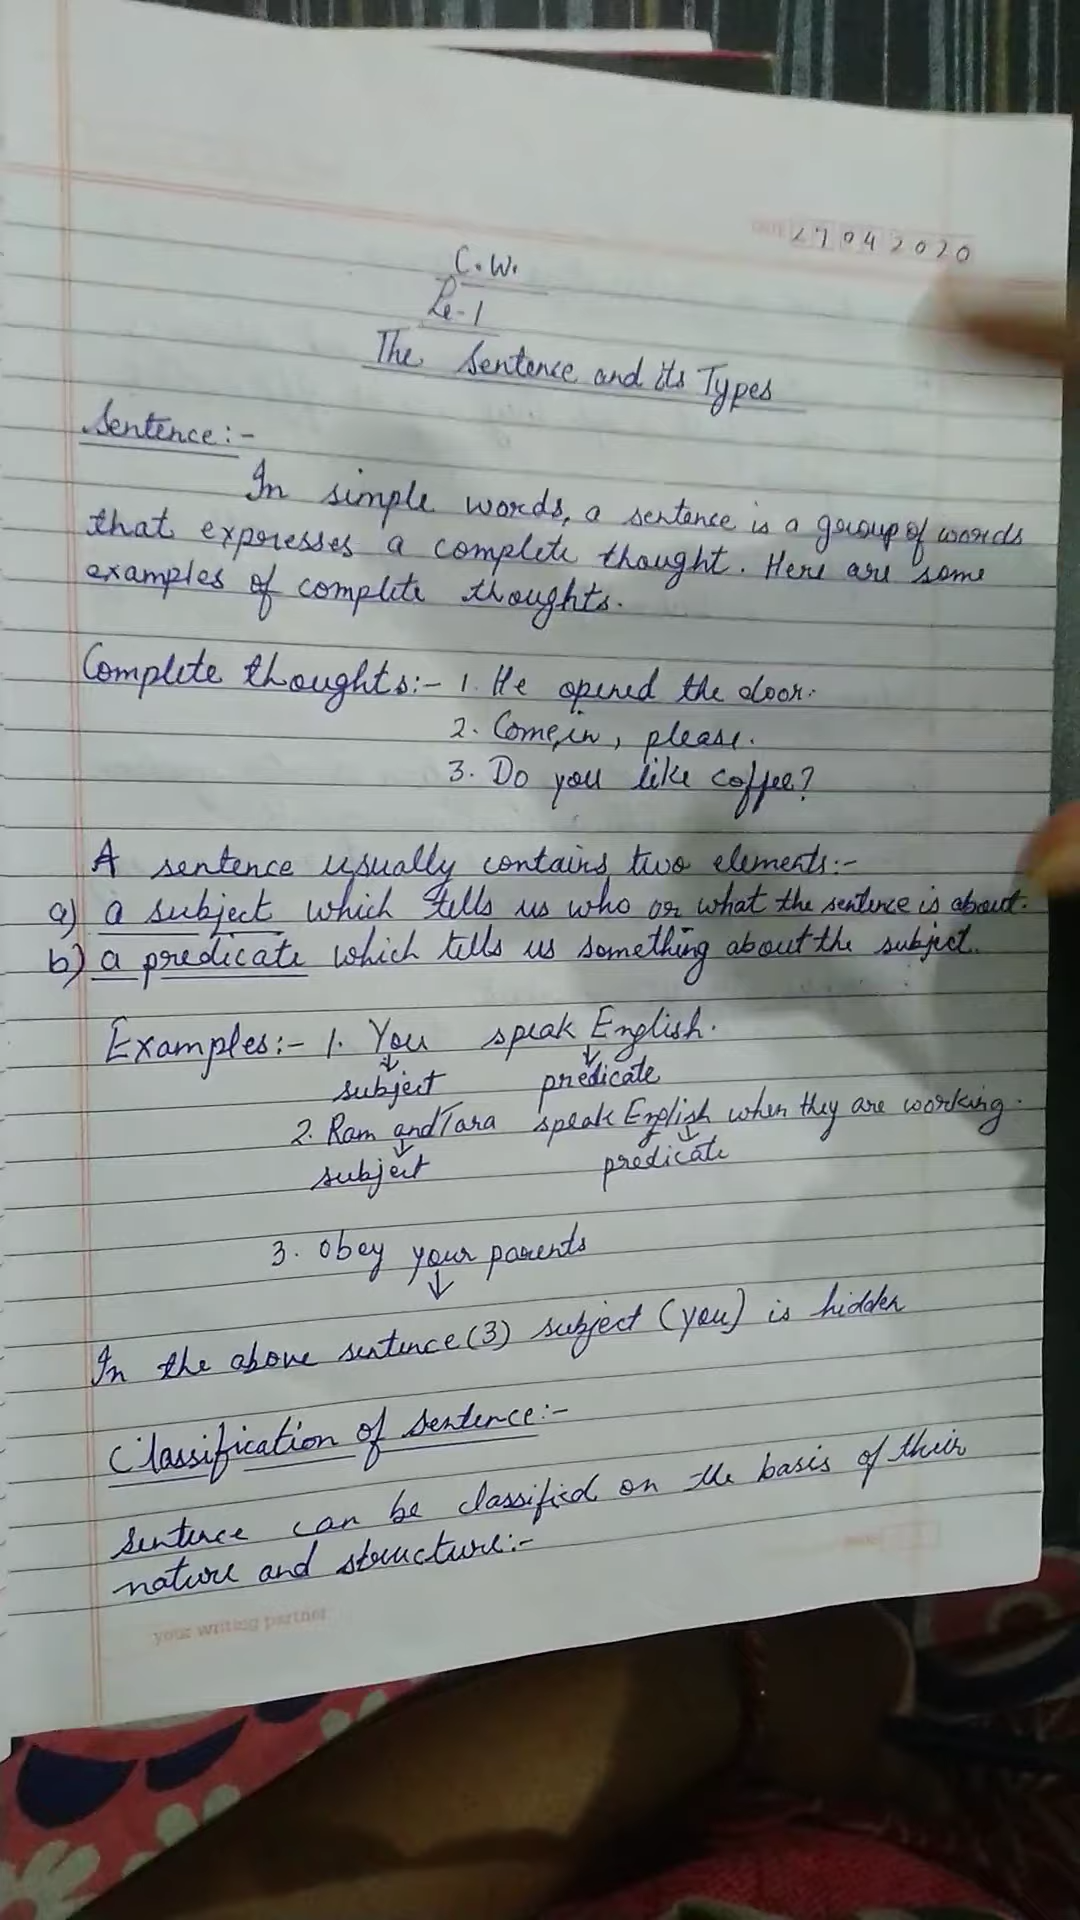 27042020
C.W.
Le-1
The Sentence and its Types
Sentence:-
In simple words, a sentence is a group of words
that expresses a complete thought. Here are some
examples of complete thoughts.
Complete thoughts:- 1. He opened the door.
2. Come in, please.
3. Do you like coffee?
A sentence usually contains two elements:-
a) a subject which tells us who or what the sentence is about.
b) a predicate which tells us something about the subject.
Examples:- 1. You speak English.
↓ ↓
subject predicate
2. Ram and Tara speak English when they are working.
↓ ↓
subject predicate
3. Obey your parents
↓
In the above sentence (3) subject (you) is hidden
Classification of Sentence:-
Sentence can be classified on the basis of their
nature and structure:-
your writing partner